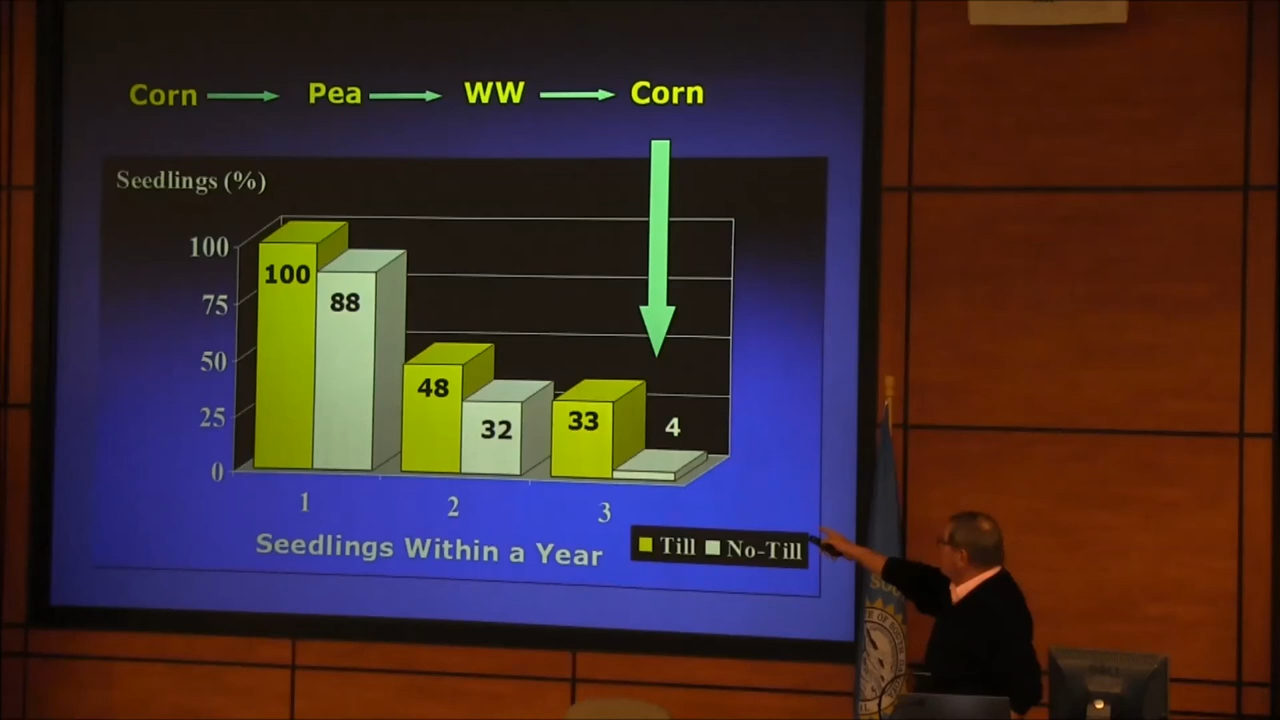 Corn Pea WW Corn
Seedlings (%)
100
75
50
25
0
100
88
48
32
33
4
1 2 3
Seedlings Within a Year
Till No-Till